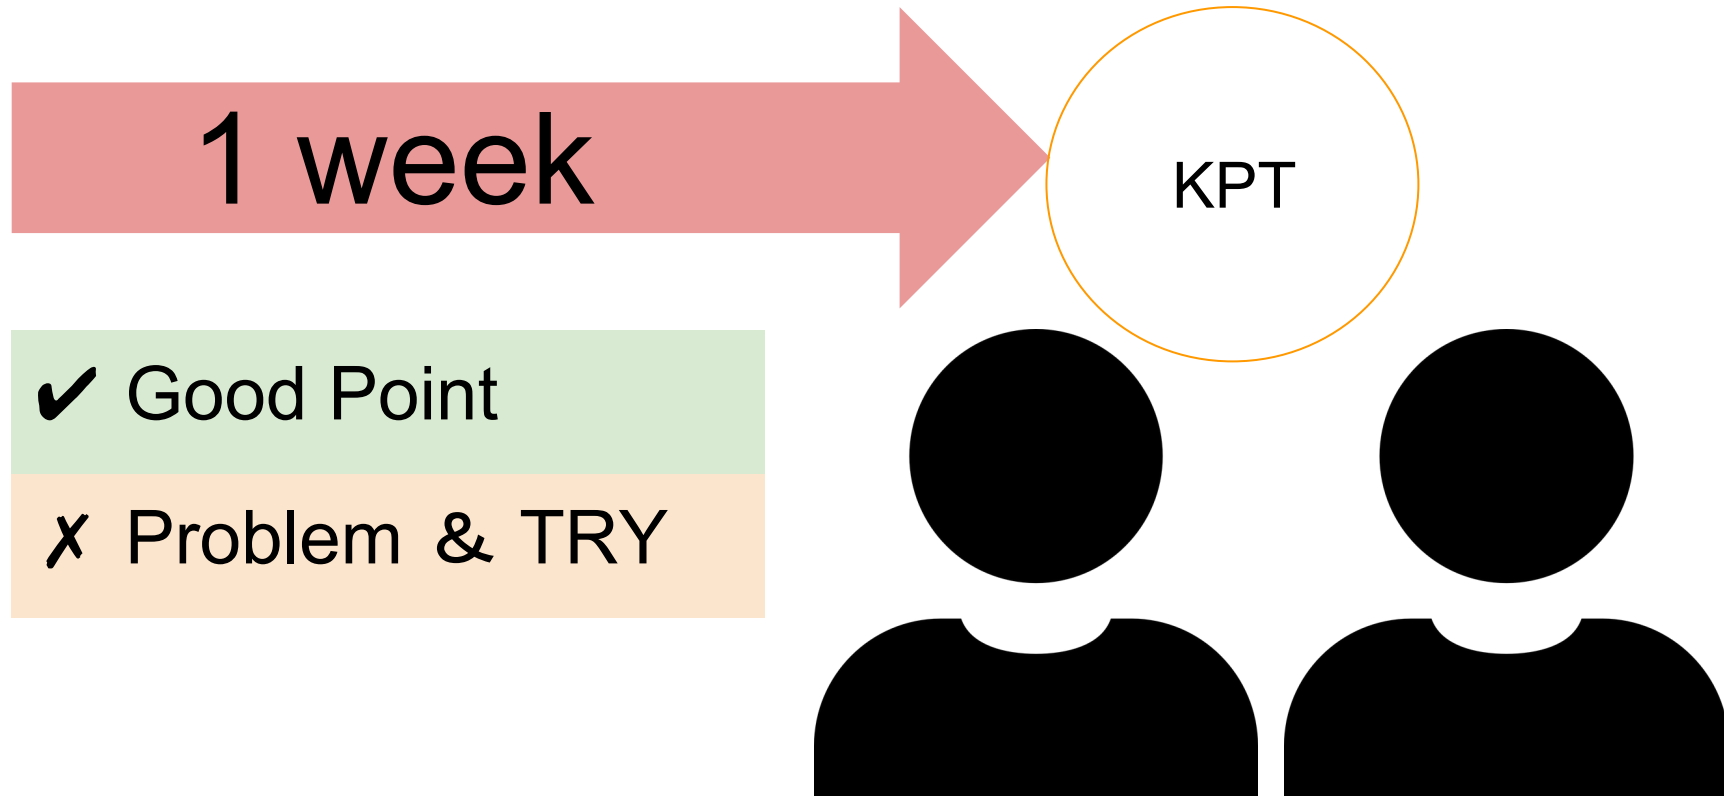 1 week
KPT
✔ Good Point
✗ Problem & TRY